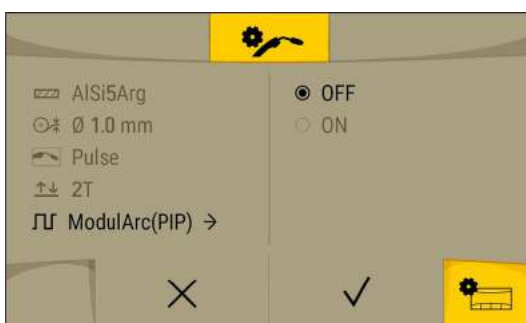 AlSi5Arg
Ø 1.0 mm
Pulse
2T
ModulArc(PIP) →
OFF
ON